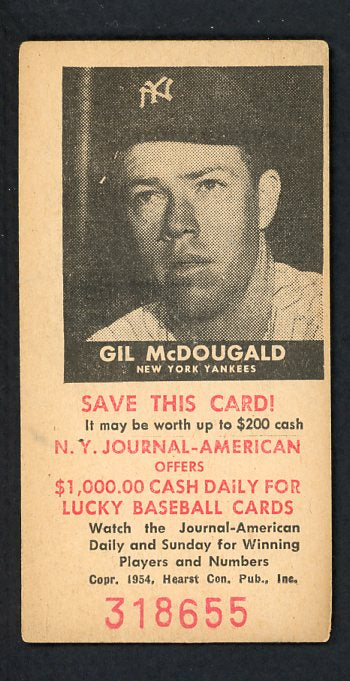 NY
GIL McDOUGALD
NEW YORK YANKEES
SAVE THIS CARD!
It may be worth up to $200 cash
N. Y. JOURNAL-AMERICAN
OFFERS
$1,000.00 CASH DAILY FOR
LUCKY BASEBALL CARDS
Watch the Journal-American
Daily and Sunday for Winning
Players and Numbers
Copr. 1954, Hearst Con. Pub., Inc.
318655